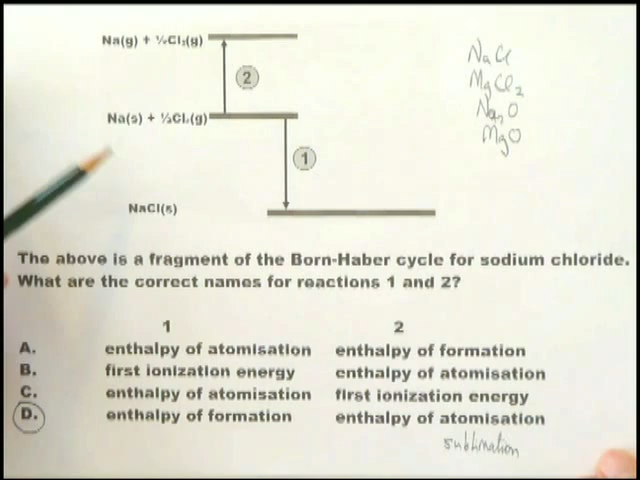 Na(g) + ½Cl₂(g)
NaCl
MgCl₂
2
Na₂O
Na(s) + ½Cl₂(g)
MgO
1
NaCl(s)
The above is a fragment of the Born-Haber cycle for sodium chloride.
What are the correct names for reactions 1 and 2?
1 2
A. enthalpy of atomisation enthalpy of formation
B. first ionization energy enthalpy of atomisation
C. enthalpy of atomisation first ionization energy
D. enthalpy of formation enthalpy of atomisation
sublimation